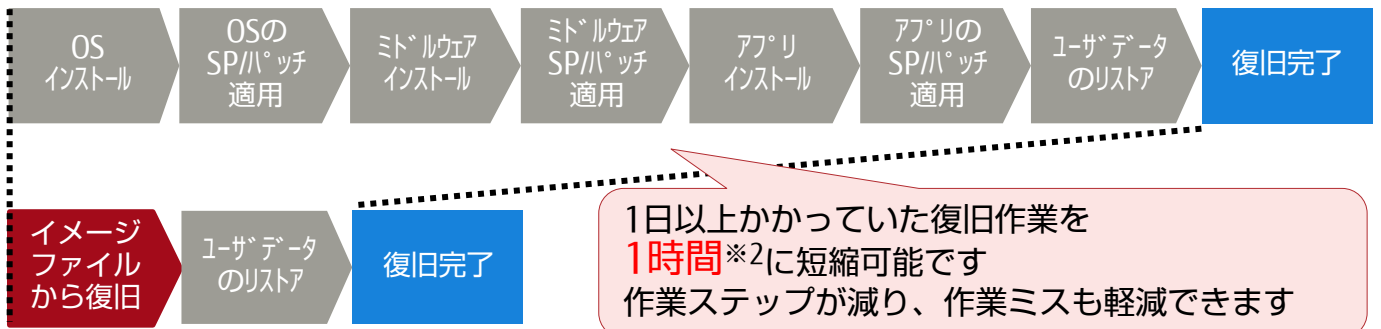 OS
ｲﾝｽﾄｰﾙ
OSの
SP/ﾊﾟｯﾁ
適用
ﾐﾄﾞﾙｳｪｱ
ｲﾝｽﾄｰﾙ
ﾐﾄﾞﾙｳｪｱ
SP/ﾊﾟｯﾁ
適用
ｱﾌﾟﾘ
ｲﾝｽﾄｰﾙ
ｱﾌﾟﾘの
SP/ﾊﾟｯﾁ
適用
ﾕｰｻﾞﾃﾞｰﾀ
のﾘｽﾄｱ
復旧完了
イメージ
ファイル
から復旧
ﾕｰｻﾞﾃﾞｰﾀ
のﾘｽﾄｱ
復旧完了
1日以上かかっていた復旧作業を
1時間※2に短縮可能です
作業ステップが減り、作業ミスも軽減できます